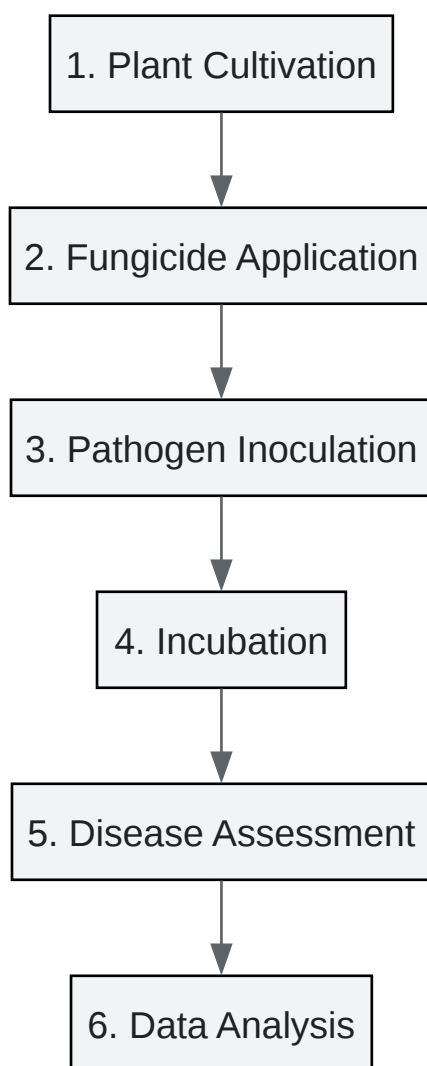 1. Plant Cultivation
2. Fungicide Application
3. Pathogen Inoculation
4. Incubation
5. Disease Assessment
6. Data Analysis